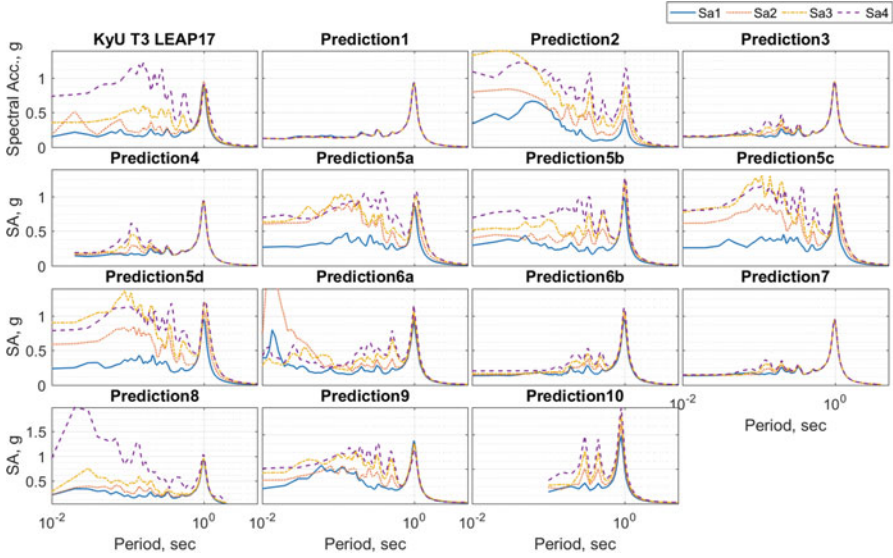 Sa1 Sa2 Sa3 Sa4
KyU T3 LEAP17 Prediction1 Prediction2 Prediction3
Spectral Acc., g
1
0.5
0
Prediction4 Prediction5a Prediction5b Prediction5c
SA, g
1
0.5
0
Prediction5d Prediction6a Prediction6b Prediction7
SA, g
1
0.5
0
10^-2 10^0
Period, sec
Prediction8 Prediction9 Prediction10
SA, g
1.5
1
0.5
10^-2 10^0 10^-2 10^0 10^-2 10^0
Period, sec Period, sec Period, sec